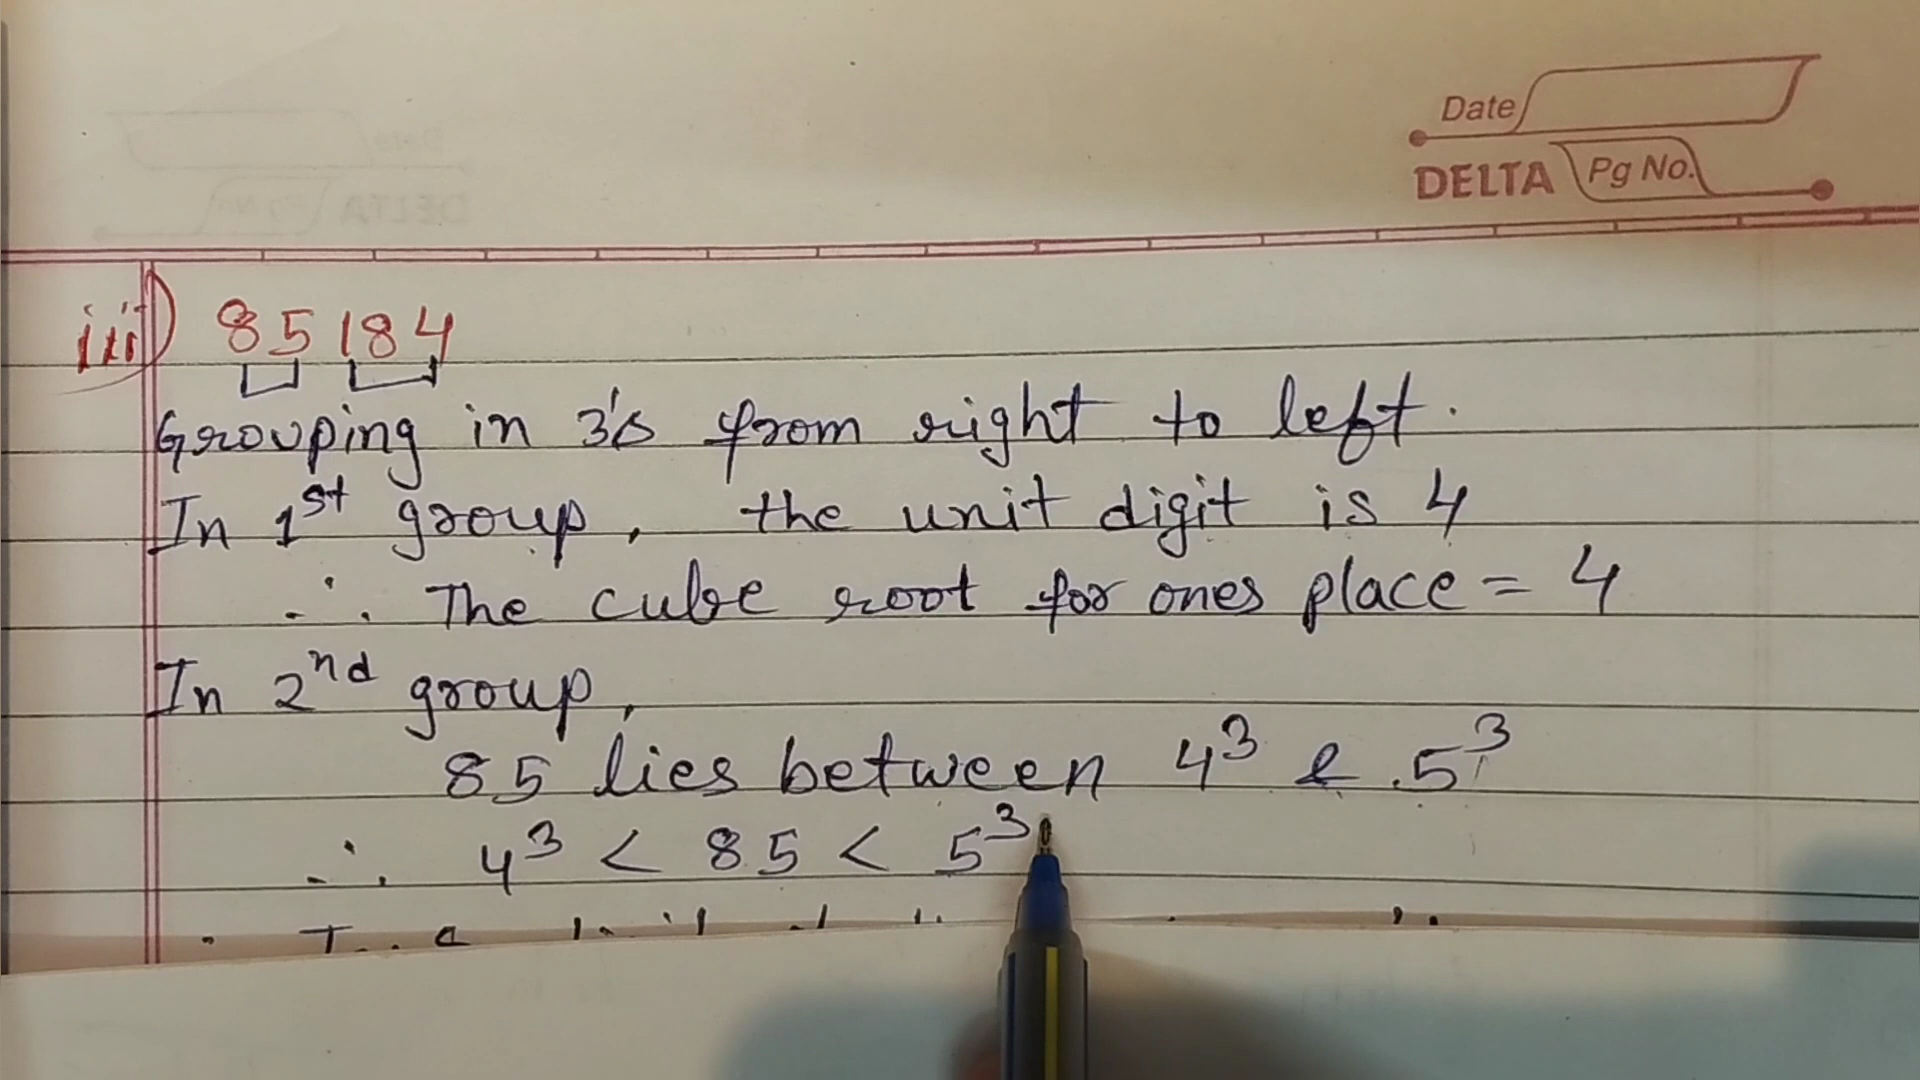 Date
DELTA Pg No.
iii) 85 184
Grouping in 3's from right to left.
In 1st group, the unit digit is 4
∴ The cube root for ones place = 4
In 2nd group,
85 lies between 4³ & 5³
∴ 4³ < 85 < 5³